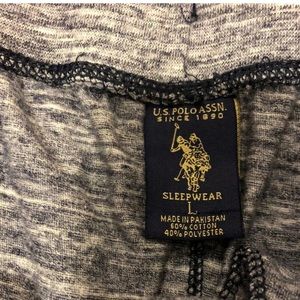 U.S. POLO ASSN.
SINCE 1890
SLEEPWEAR
L
MADE IN PAKISTAN
60% COTTON
40% POLYESTER